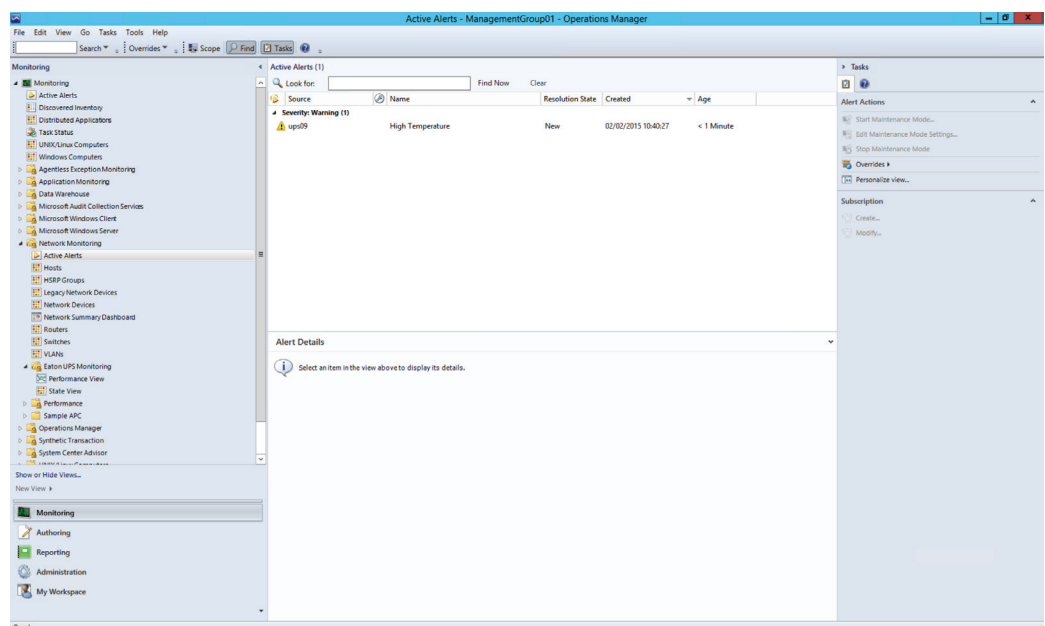 Active Alerts - ManagementGroup01 - Operations Manager
File Edit View Go Tasks Tools Help
Search Overrides Scope Find Tasks
Monitoring
Monitoring
Active Alerts
Discovered Inventory
Distributed Applications
Task Status
UNIX/Linux Computers
Windows Computers
Agentless Exception Monitoring
Application Monitoring
Data Warehouse
Microsoft Audit Collection Services
Microsoft Windows Client
Microsoft Windows Server
Network Monitoring
Active Alerts
Hosts
HSRP Groups
Legacy Network Devices
Network Devices
Network Summary Dashboard
Routers
Switches
VLANs
Eaton UPS Monitoring
Performance View
State View
Performance
Sample APC
Operations Manager
Synthetic Transaction
System Center Advisor
Show or Hide Views...
New View
Monitoring
Authoring
Reporting
Administration
My Workspace
Active Alerts (1)
Look for: Find Now Clear
Source Name Resolution State Created Age
Severity: Warning (1)
ups09 High Temperature New 02/02/2015 10:40:27 < 1 Minute
Alert Details
Select an item in the view above to display its details.
Tasks
Alert Actions
Start Maintenance Mode...
Edit Maintenance Mode Settings...
Stop Maintenance Mode
Overrides
Personalize view...
Subscription
Create...
Modify...